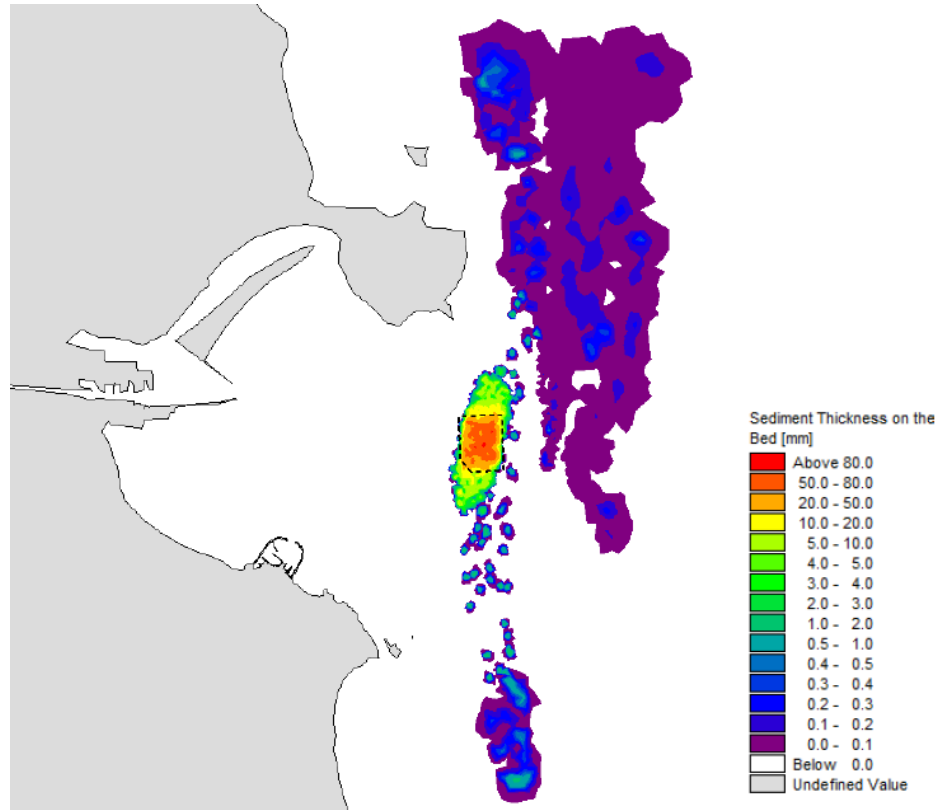 Sediment Thickness on the
Bed [mm]
Above 80.0
50.0 - 80.0
20.0 - 50.0
10.0 - 20.0
5.0 - 10.0
4.0 - 5.0
3.0 - 4.0
2.0 - 3.0
1.0 - 2.0
0.5 - 1.0
0.4 - 0.5
0.3 - 0.4
0.2 - 0.3
0.1 - 0.2
0.0 - 0.1
Below 0.0
Undefined Value